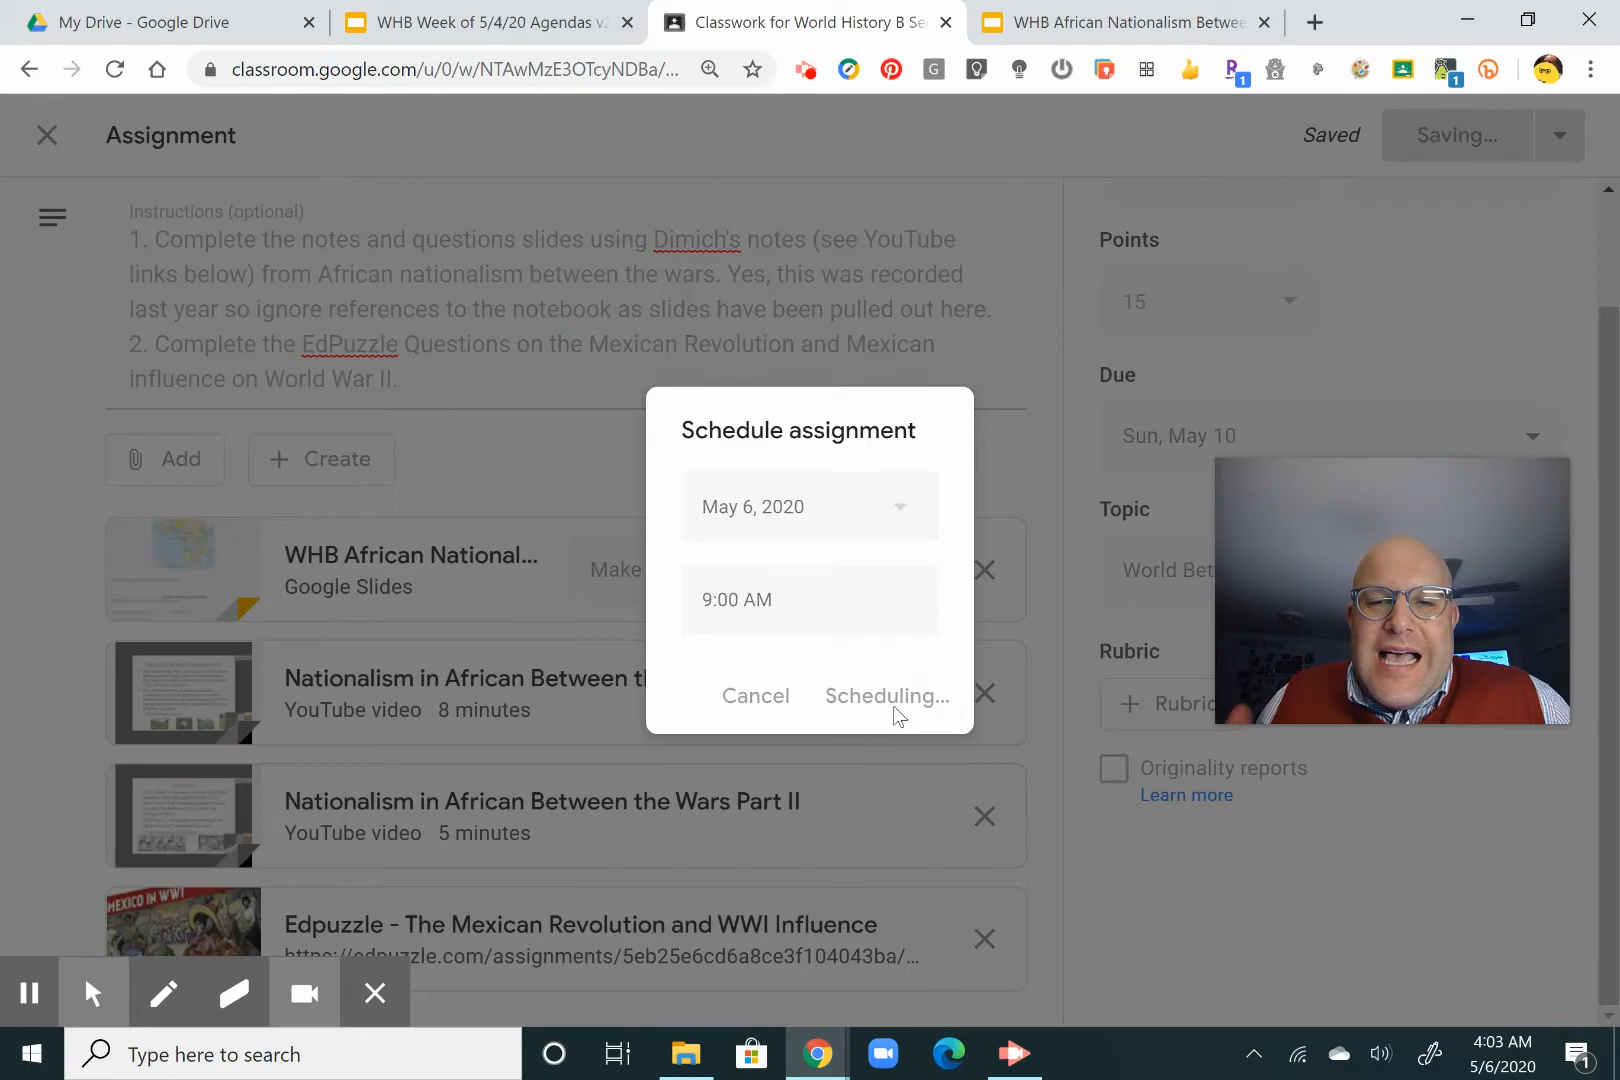 My Drive - Google Drive
WHB Week of 5/4/20 Agendas v2
Classwork for World History B Se
WHB African Nationalism Betwee
classroom.google.com/u/0/w/NTAwMzE3OTcyNDBa/...
G
1
1
Assignment
Saved
Saving...
Instructions (optional)
1. Complete the notes and questions slides using Dimich's notes (see YouTube
links below) from African nationalism between the wars. Yes, this was recorded
last year so ignore references to the notebook as slides have been pulled out here.
2. Complete the EdPuzzle Questions on the Mexican Revolution and Mexican
influence on World War II.
Add
Create
WHB African National...
Google Slides
Make
Nationalism in African Between th
YouTube video 8 minutes
Nationalism in African Between the Wars Part II
YouTube video 5 minutes
MEXICO IN WWI
Edpuzzle - The Mexican Revolution and WWI Influence
https://edpuzzle.com/assignments/5eb25e6cd6a8ce3f104043ba/...
Schedule assignment
May 6, 2020
9:00 AM
Cancel
Scheduling...
Points
15
Due
Sun, May 10
Topic
World Bet
Rubric
Rubric
Originality reports
Learn more
Type here to search
4:03 AM
5/6/2020
1